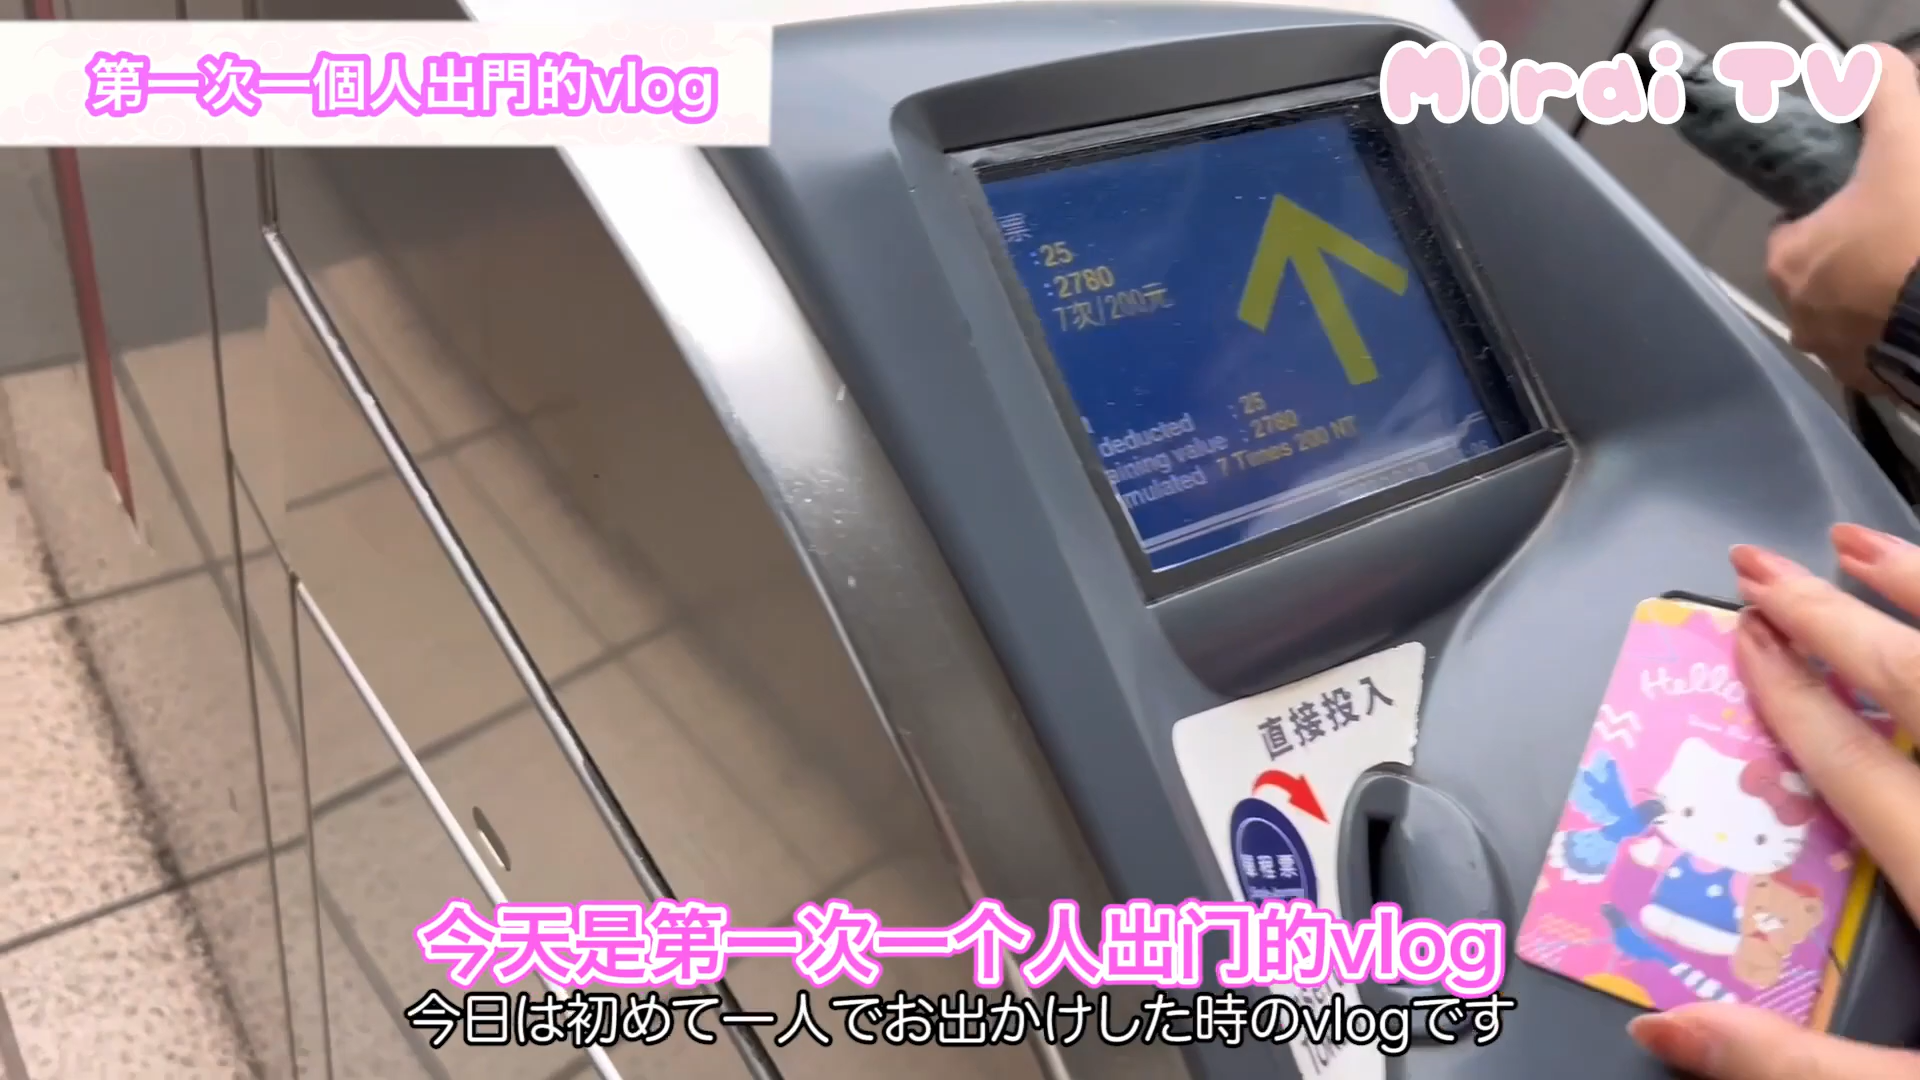 第一次一個人出門的vlog
Mirai TV
票
:25
:2780
7次/200元
deducted :25
aining value :2780
mulated 7 Times 200 NT
直接投入
單程票
Hello
今天是第一次一个人出门的vlog
今日は初めて一人でお出かけした時のvlogです